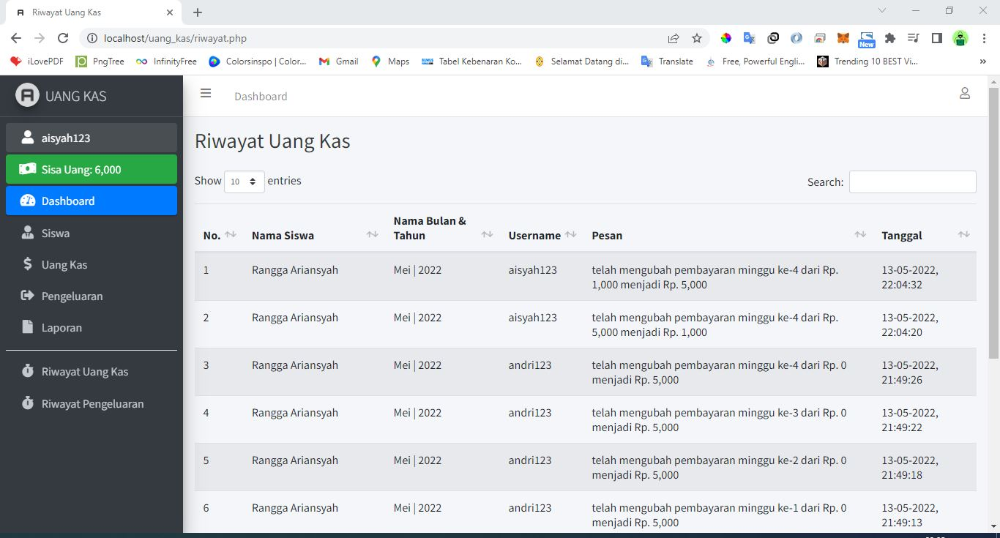 Riwayat Uang Kas
localhost/uang_kas/riwayat.php
New
iLovePDF PngTree InfinityFree Colorsinspo | Color... Gmail Maps Tabel Kebenaran Ko... Selamat Datang di... Translate Free, Powerful Engli... Trending 10 BEST Vi...
UANG KAS
aisyah123
Sisa Uang: 6,000
Dashboard
Siswa
Uang Kas
Pengeluaran
Laporan
Riwayat Uang Kas
Riwayat Pengeluaran
Dashboard
Riwayat Uang Kas
Show 10 entries Search:
No. Nama Siswa Nama Bulan & Tahun Username Pesan Tanggal
1 Rangga Ariansyah Mei | 2022 aisyah123 telah mengubah pembayaran minggu ke-4 dari Rp. 13-05-2022,
1,000 menjadi Rp. 5,000 22:04:32
2 Rangga Ariansyah Mei | 2022 aisyah123 telah mengubah pembayaran minggu ke-4 dari Rp. 13-05-2022,
5,000 menjadi Rp. 1,000 22:04:20
3 Rangga Ariansyah Mei | 2022 andri123 telah mengubah pembayaran minggu ke-4 dari Rp. 0 13-05-2022,
menjadi Rp. 5,000 21:49:26
4 Rangga Ariansyah Mei | 2022 andri123 telah mengubah pembayaran minggu ke-3 dari Rp. 0 13-05-2022,
menjadi Rp. 5,000 21:49:22
5 Rangga Ariansyah Mei | 2022 andri123 telah mengubah pembayaran minggu ke-2 dari Rp. 0 13-05-2022,
menjadi Rp. 5,000 21:49:18
6 Rangga Ariansyah Mei | 2022 andri123 telah mengubah pembayaran minggu ke-1 dari Rp. 0 13-05-2022,
menjadi Rp. 5,000 21:49:13